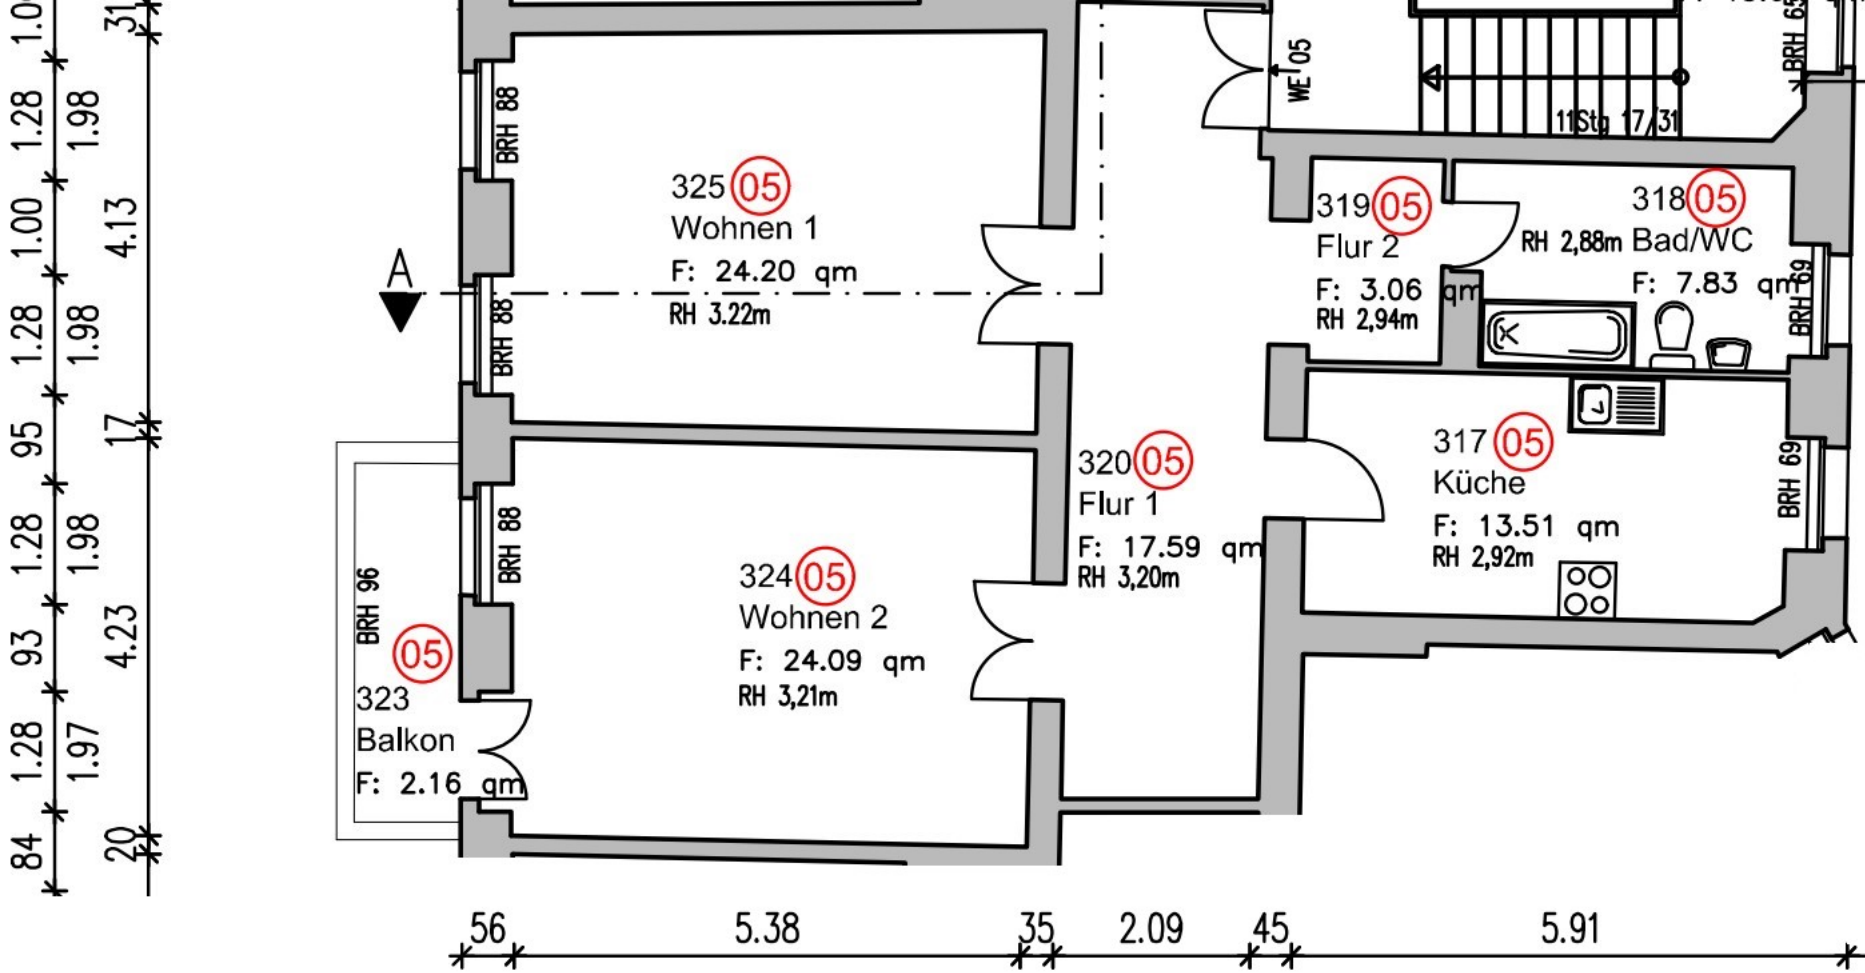 31
1.28
1.98
1.00
4.13
1.28
1.98
95
17
1.28
1.98
93
4.23
1.28
1.97
84
20
A
BRH 88
BRH 88
BRH 88
BRH 96
325 05
Wohnen 1
F: 24.20 qm
RH 3.22m
324 05
Wohnen 2
F: 24.09 qm
RH 3,21m
05
323
Balkon
F: 2.16 qm
WE 05
11Stg 17/31
BRH 65
319 05
Flur 2
F: 3.06 qm
RH 2,94m
318 05
RH 2,88m Bad/WC
F: 7.83 qm
BRH 69
320 05
Flur 1
F: 17.59 qm
RH 3,20m
317 05
Küche
F: 13.51 qm
RH 2,92m
BRH 69
56 5.38 35 2.09 45 5.91